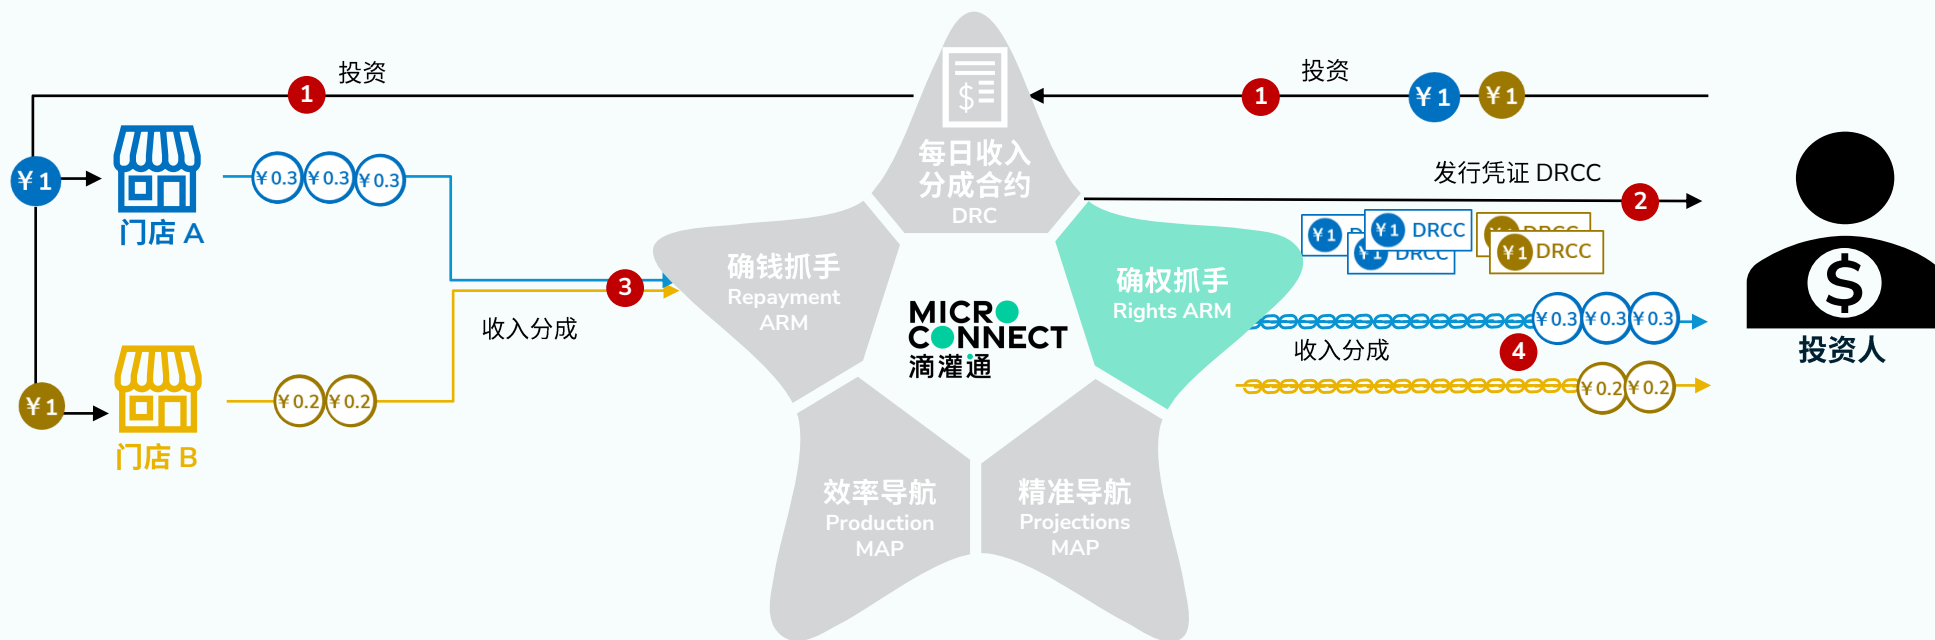 投资
1
投资
1
¥1
¥1
$
每日收入
分成合约
DRC
发行凭证 DRCC
2
¥1
¥1 DRCC
¥1 DRCC
¥1 DRCC
¥1 DRCC
¥1
门店 A
¥0.3 ¥0.3 ¥0.3
确钱抓手
Repayment
ARM
3
收入分成
确权抓手
Rights ARM
MICRO
CONNECT
滴灌通
¥0.3 ¥0.3 ¥0.3
收入分成
4
¥0.2 ¥0.2
$
投资人
¥1
门店 B
¥0.2 ¥0.2
效率导航
Production
MAP
精准导航
Projections
MAP